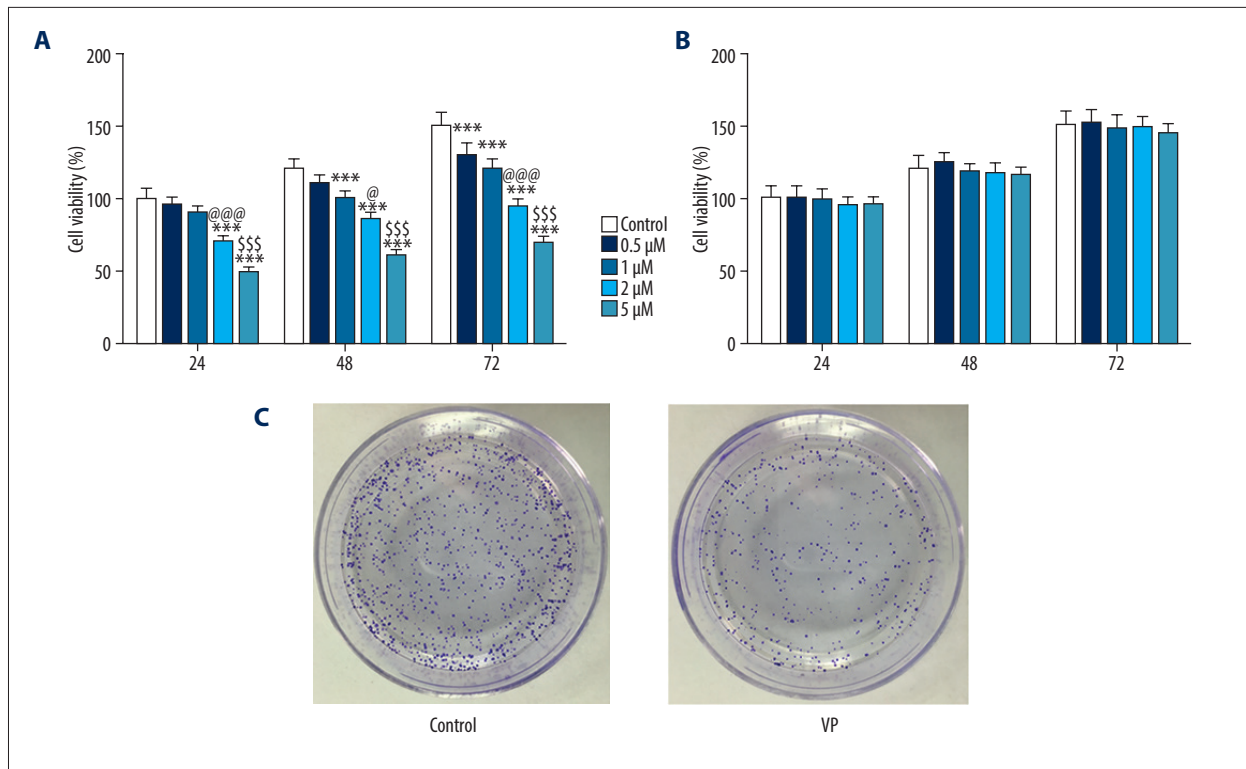 A
Cell viability (%)
200
150
100
50
0
@@@
***
$$$
***
***
@
***
$$$
***
***
***
@@@
***
$$$
***
24
48
72
Control
0.5 µM
1 µM
2 µM
5 µM
B
Cell viability (%)
200
150
100
50
0
24
48
72
C
Control
VP